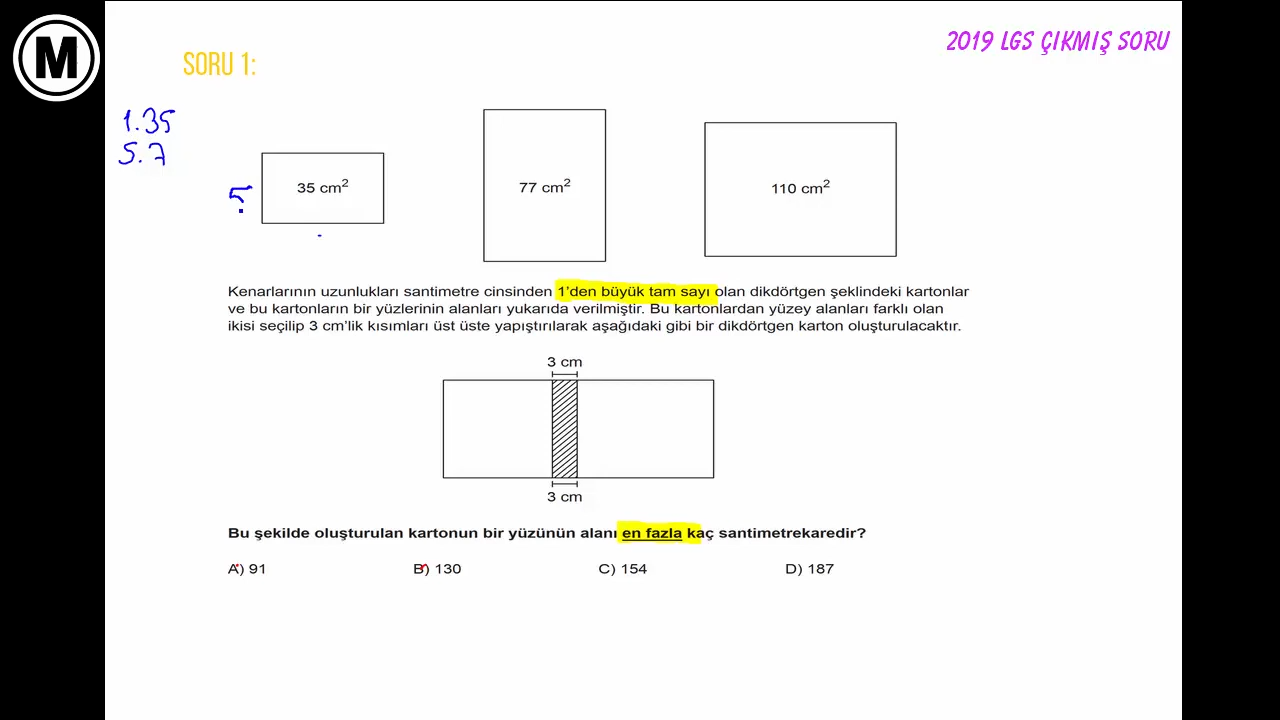 M
2019 LGS ÇIKMIŞ SORU
SORU 1:
1.35
5.7
5
35 cm²
77 cm²
110 cm²
Kenarlarının uzunlukları santimetre cinsinden 1'den büyük tam sayı olan dikdörtgen şeklindeki kartonlar
ve bu kartonların bir yüzlerinin alanları yukarıda verilmiştir. Bu kartonlardan yüzey alanları farklı olan
ikisi seçilip 3 cm'lik kısımları üst üste yapıştırılarak aşağıdaki gibi bir dikdörtgen karton oluşturulacaktır.
3 cm
3 cm
Bu şekilde oluşturulan kartonun bir yüzünün alanı en fazla kaç santimetrekaredir?
A) 91 B) 130 C) 154 D) 187